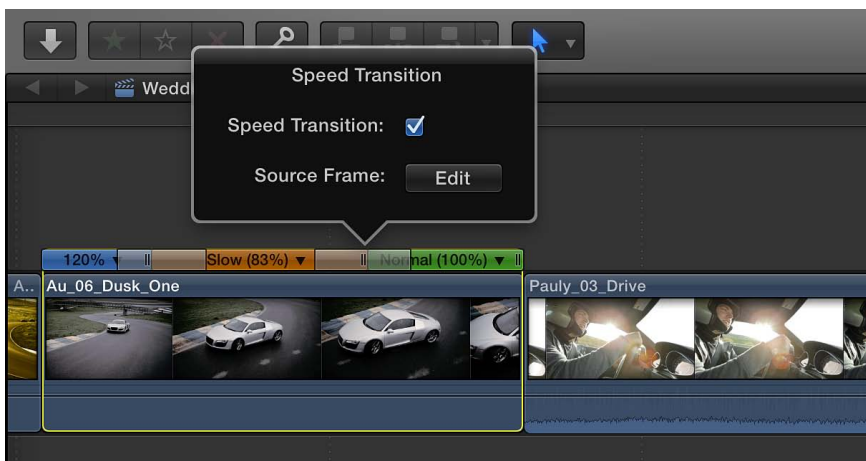 Speed Transition
Wedd
Speed Transition:
Source Frame: Edit
120% Slow (83%) Normal (100%)
A.. Au_06_Dusk_One Pauly_03_Drive